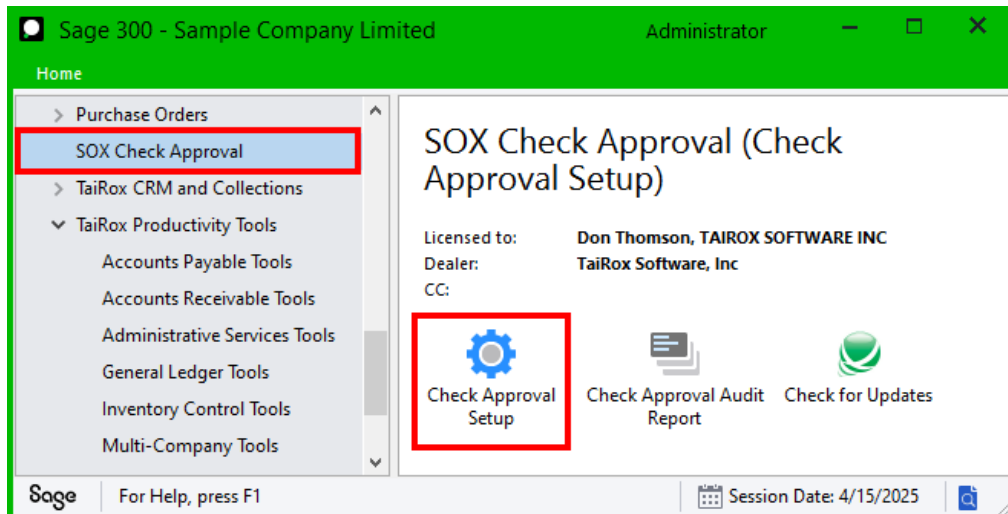 Sage 300 - Sample Company Limited
Administrator
Home
Purchase Orders
SOX Check Approval
TaiRox CRM and Collections
TaiRox Productivity Tools
Accounts Payable Tools
Accounts Receivable Tools
Administrative Services Tools
General Ledger Tools
Inventory Control Tools
Multi-Company Tools
SOX Check Approval (Check
Approval Setup)
Licensed to: Don Thomson, TAIROX SOFTWARE INC
Dealer: TaiRox Software, Inc
CC:
Check Approval
Setup
Check Approval Audit
Report
Check for Updates
Sage
For Help, press F1
Session Date: 4/15/2025